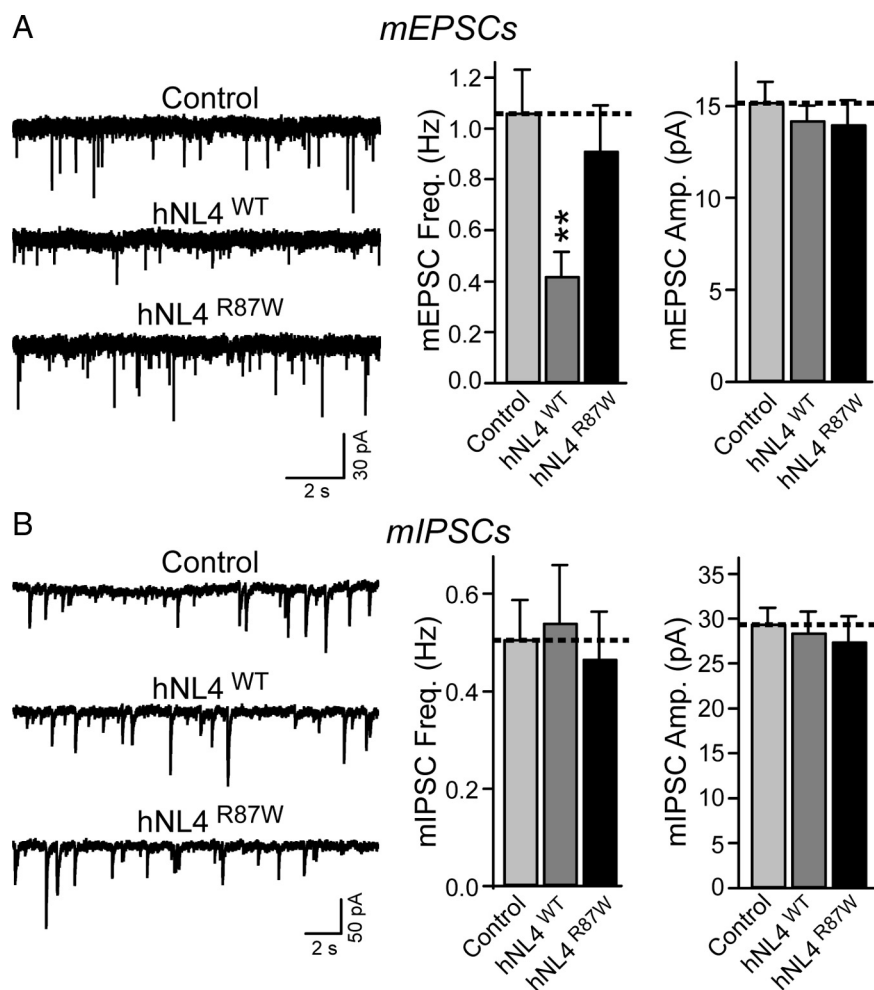 A
mEPSCs
Control
hNL4 WT
hNL4 R87W
30 pA
2 s
mEPSC Freq. (Hz)
1.2
1.0
0.8
0.6
0.4
0.2
0.0
**
Control
hNL4 WT
hNL4 R87W
mEPSC Amp. (pA)
15
10
5
0
Control
hNL4 WT
hNL4 R87W
B
mIPSCs
Control
hNL4 WT
hNL4 R87W
50 pA
2 s
mIPSC Freq. (Hz)
0.6
0.4
0.2
0.0
Control
hNL4 WT
hNL4 R87W
mIPSC Amp. (pA)
35
30
25
20
15
10
5
0
Control
hNL4 WT
hNL4 R87W